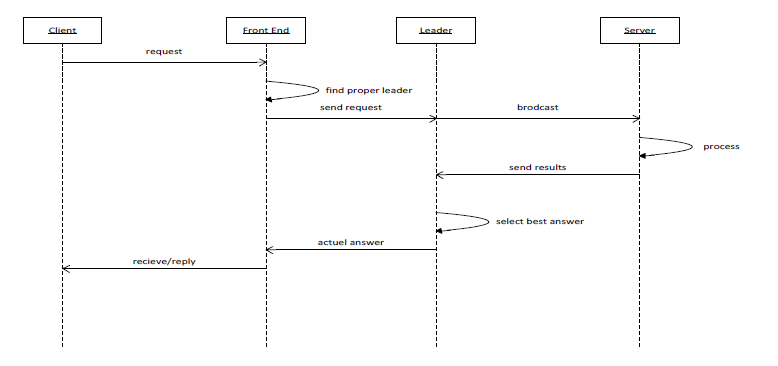 Client
Front End
Leader
Server
request
find proper leader
send request
brodcast
process
send results
select best answer
actuel answer
recieve/reply